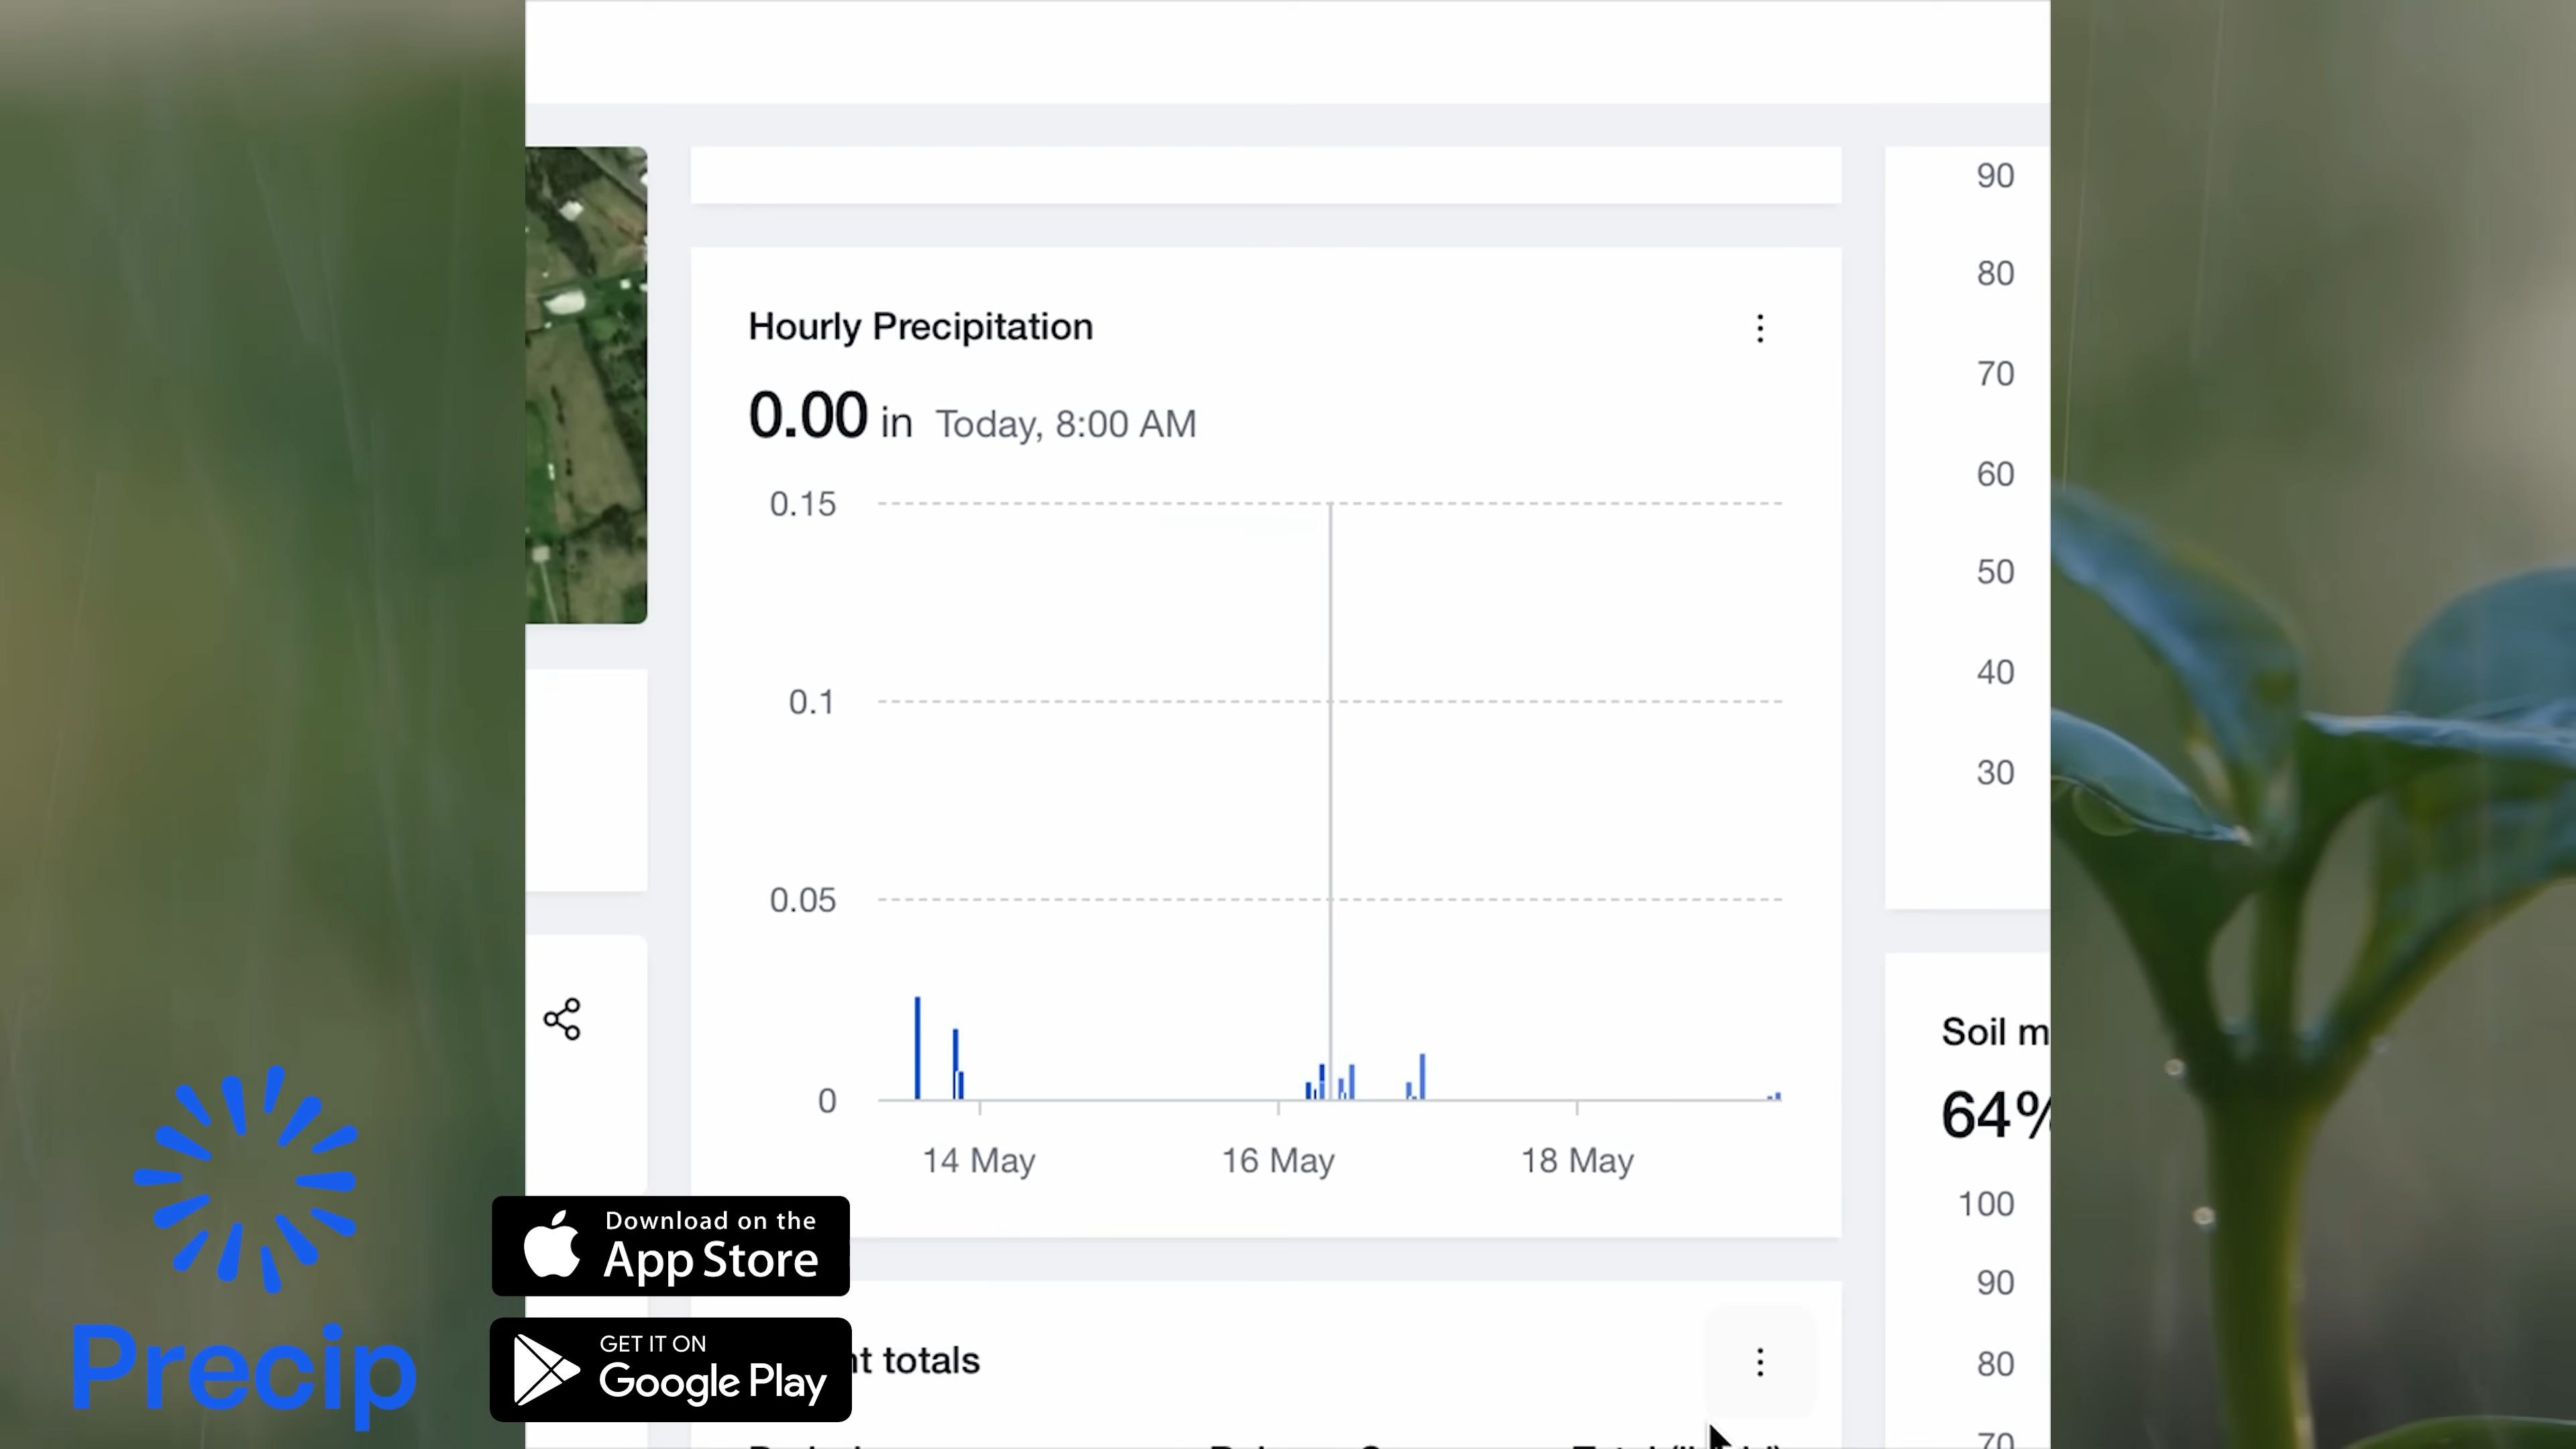 Hourly Precipitation
0.00 in Today, 8:00 AM
0.15
0.1
0.05
0
14 May
16 May
18 May
90
80
70
60
50
40
30
Soil m
64%
100
90
80
70
nt totals
Precip
Download on the
App Store
GET IT ON
Google Play